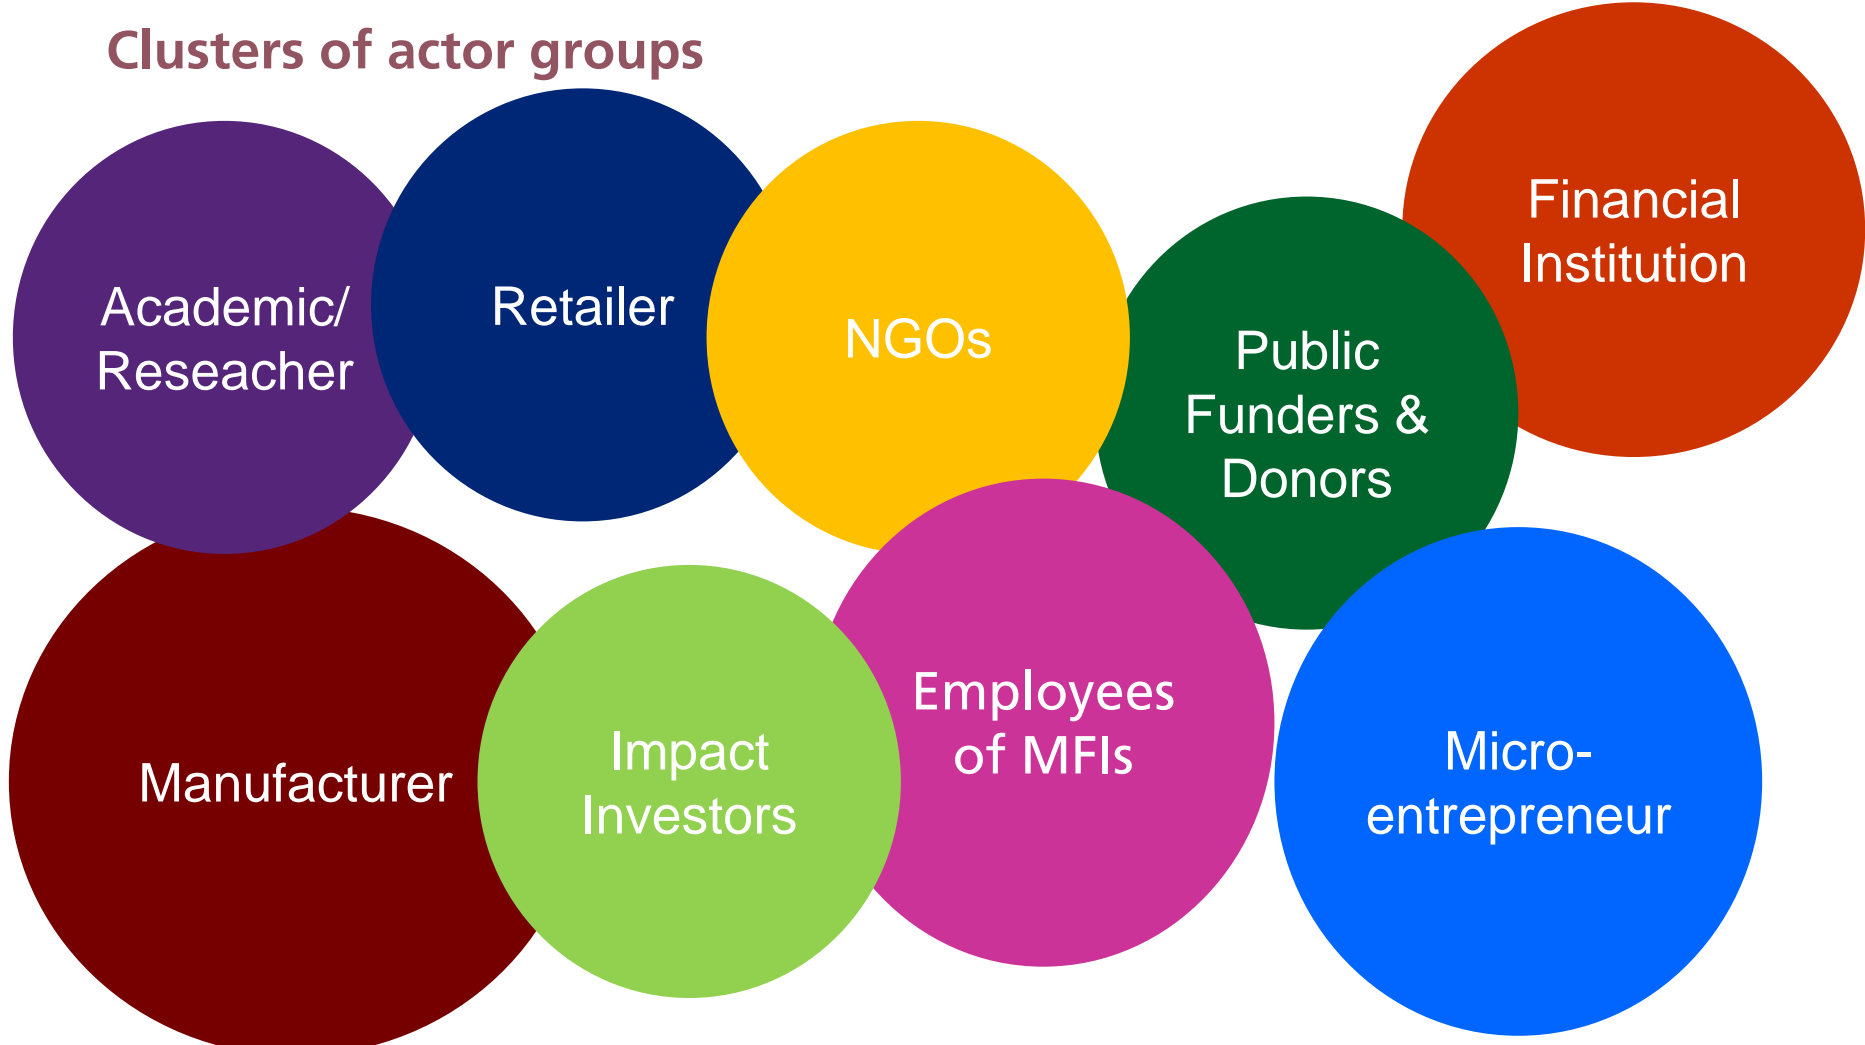 Clusters of actor groups
Academic/
Reseacher
Retailer
NGOs
Public
Funders &
Donors
Financial
Institution
Manufacturer
Impact
Investors
Employees
of MFIs
Micro-
entrepreneur